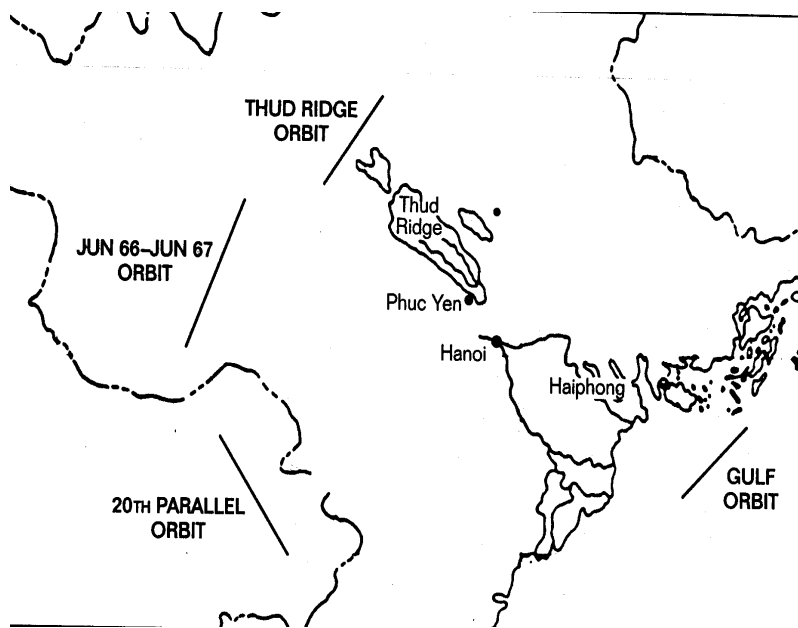 THUD RIDGE
ORBIT
Thud
Ridge
JUN 66–JUN 67
ORBIT
Phuc Yen
Hanoi
Haiphong
GULF
ORBIT
20TH PARALLEL
ORBIT